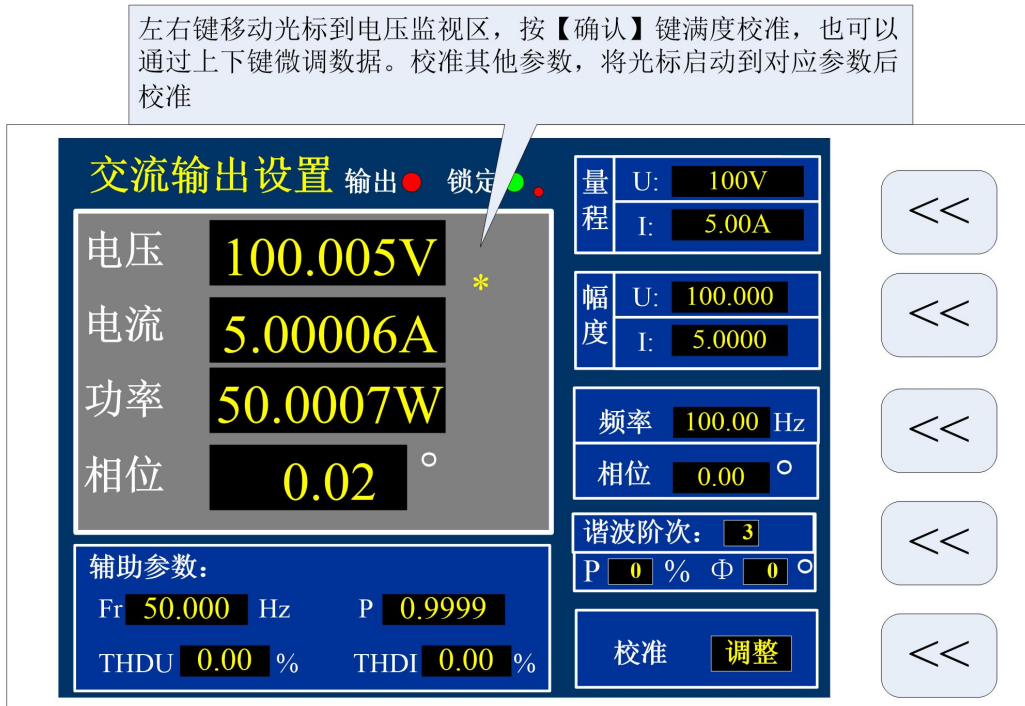 左右键移动光标到电压监视区，按【确认】键满度校准，也可以
通过上下键微调数据。校准其他参数，将光标启动到对应参数后
校准
交流输出设置 输出 锁定
电压 100.005V *
电流 5.00006A
功率 50.0007W
相位 0.02 °
辅助参数：
Fr 50.000 Hz P 0.9999
THDU 0.00 % THDI 0.00 %
量程
U: 100V
I: 5.00A
幅度
U: 100.000
I: 5.0000
频率 100.00 Hz
相位 0.00 °
谐波阶次： 3
P 0 % Φ 0 °
校准 调整
<<
<<
<<
<<
<<